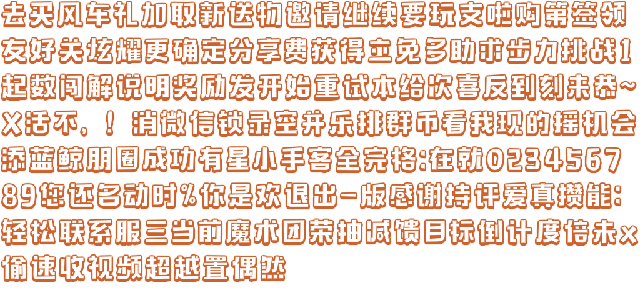 去买风车礼加取新送物邀请继续要玩支啦购第签领
友好关炫耀更确定分享费获得立免多助求步力挑战1
起数闯解说明奖励发开始重试本给次喜反到刻未恭~
X活不，！消微信锁录空并乐排群币看我现的摇机会
添蓝鲸朋圈成功有星小手客全完格:在就0234567
89您还名动时%你是欢退出-版感谢持评爱真攒能:
轻松联系服三当前魔术团荣抽减馈目标倒计度倍未x
偷速收视频超越置偶然